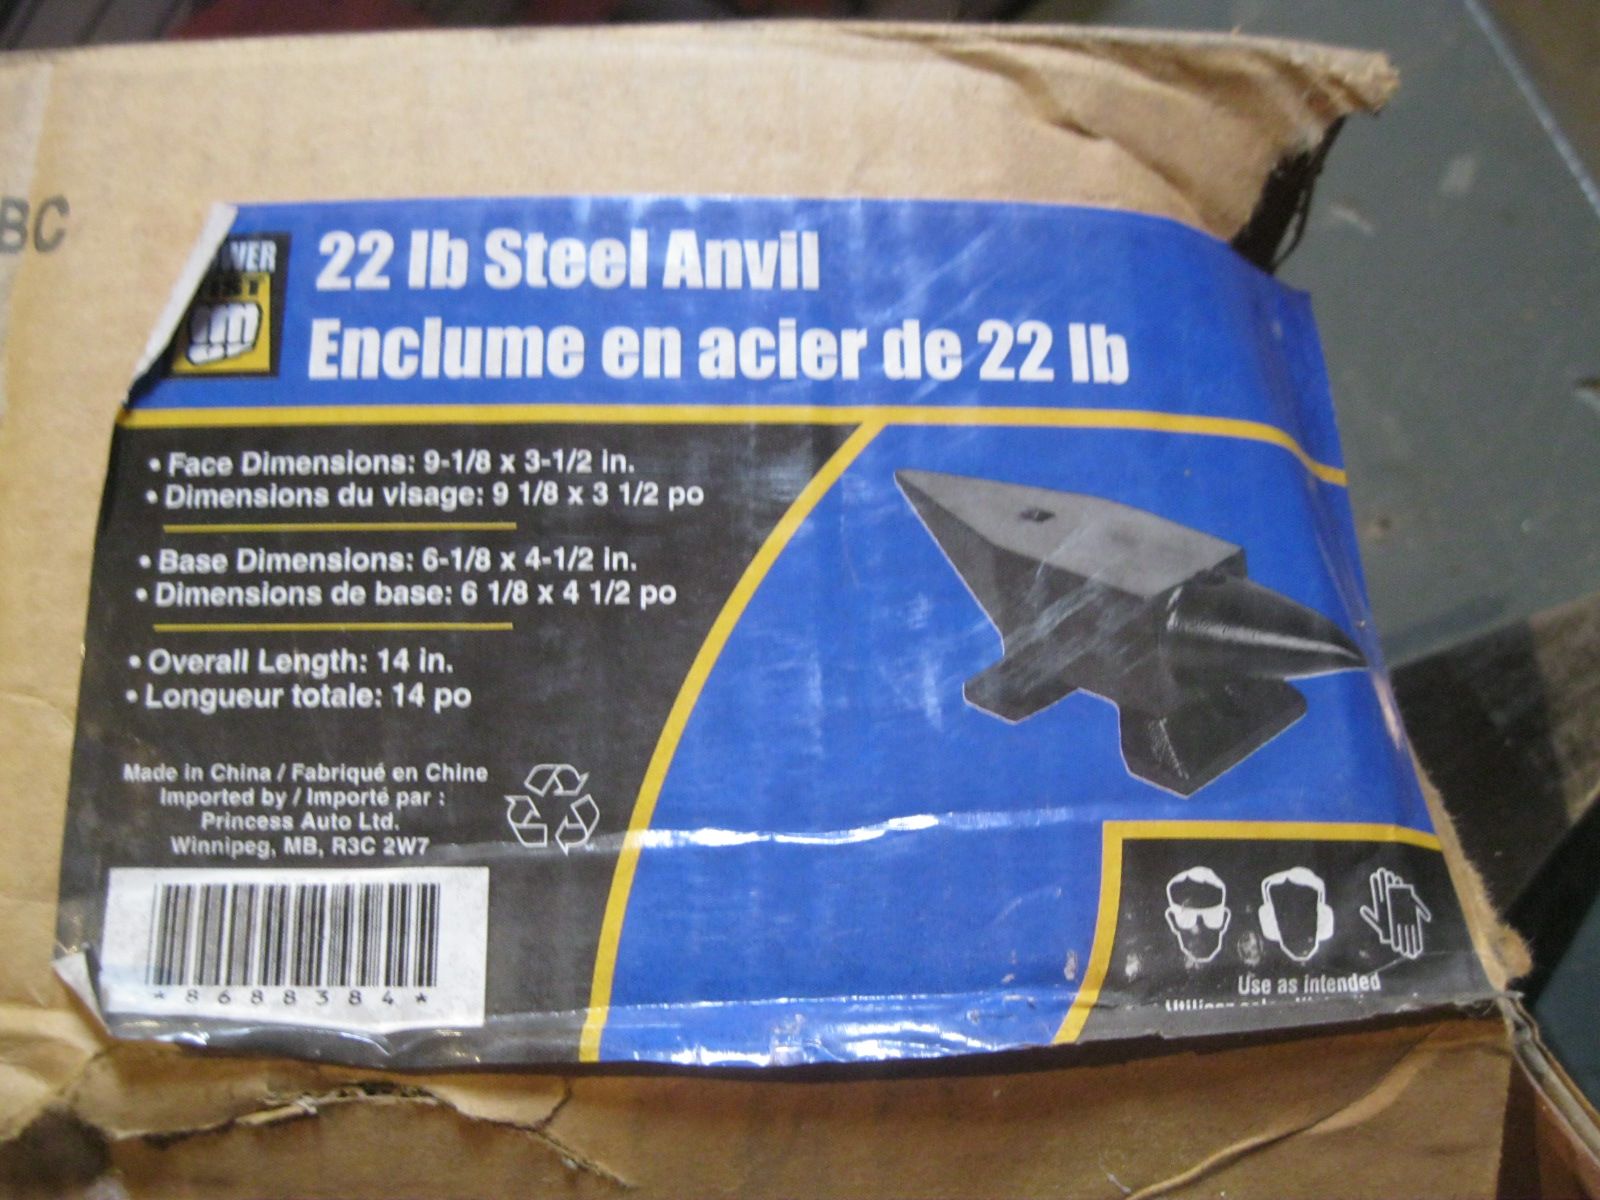 BC
22 lb Steel Anvil
Enclume en acier de 22 lb
• Face Dimensions: 9-1/8 x 3-1/2 in.
• Dimensions du visage: 9 1/8 x 3 1/2 po
• Base Dimensions: 6-1/8 x 4-1/2 in.
• Dimensions de base: 6 1/8 x 4 1/2 po
• Overall Length: 14 in.
• Longueur totale: 14 po
Made in China / Fabriqué en Chine
Imported by / Importé par :
Princess Auto Ltd.
Winnipeg, MB, R3C 2W7
*8688384*
Use as intended